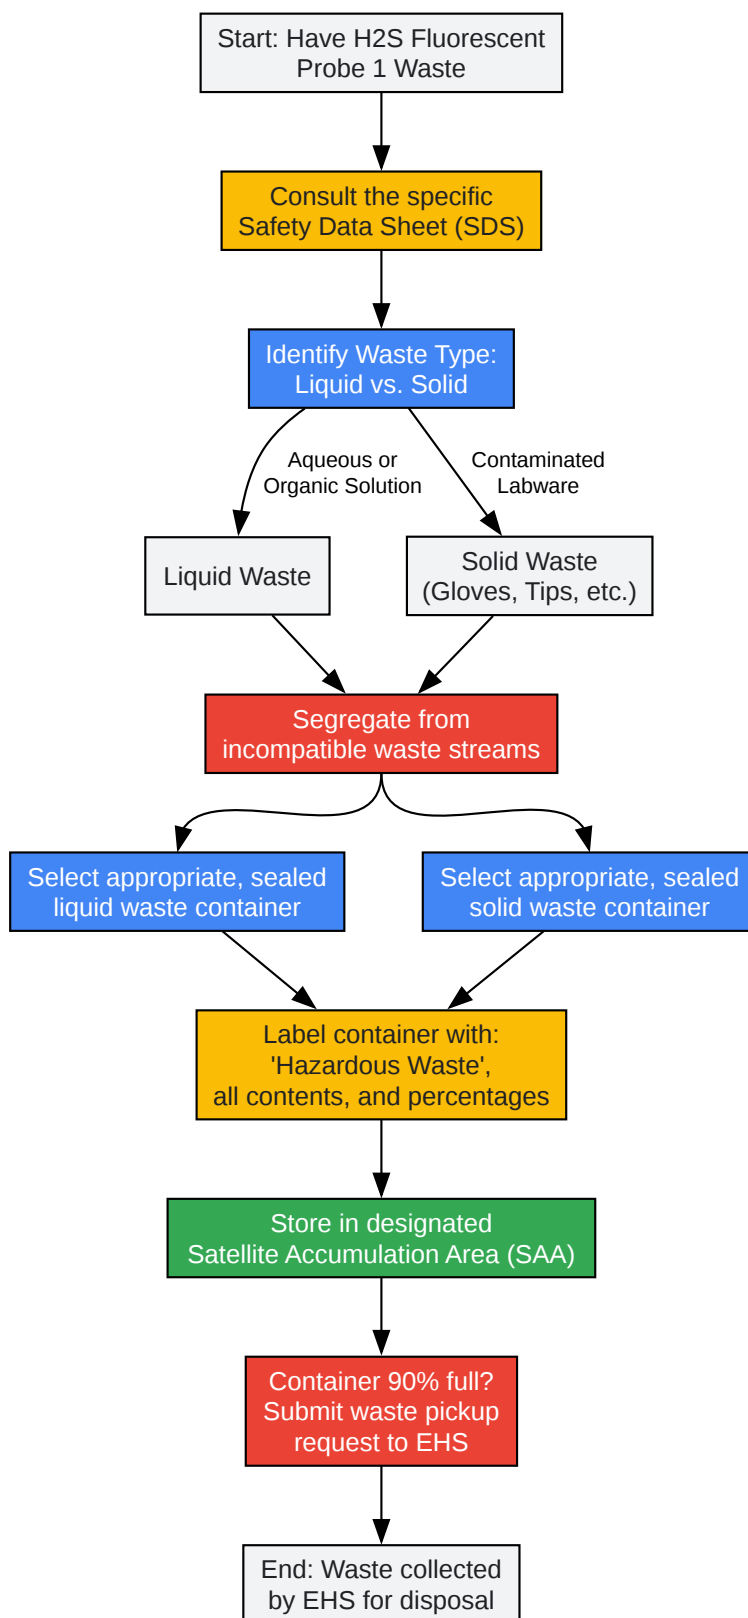 Start: Have H2S Fluorescent
Probe 1 Waste
Consult the specific
Safety Data Sheet (SDS)
Identify Waste Type:
Liquid vs. Solid
Aqueous or
Organic Solution
Contaminated
Labware
Liquid Waste
Solid Waste
(Gloves, Tips, etc.)
Segregate from
incompatible waste streams
Select appropriate, sealed
liquid waste container
Select appropriate, sealed
solid waste container
Label container with:
'Hazardous Waste',
all contents, and percentages
Store in designated
Satellite Accumulation Area (SAA)
Container 90% full?
Submit waste pickup
request to EHS
End: Waste collected
by EHS for disposal